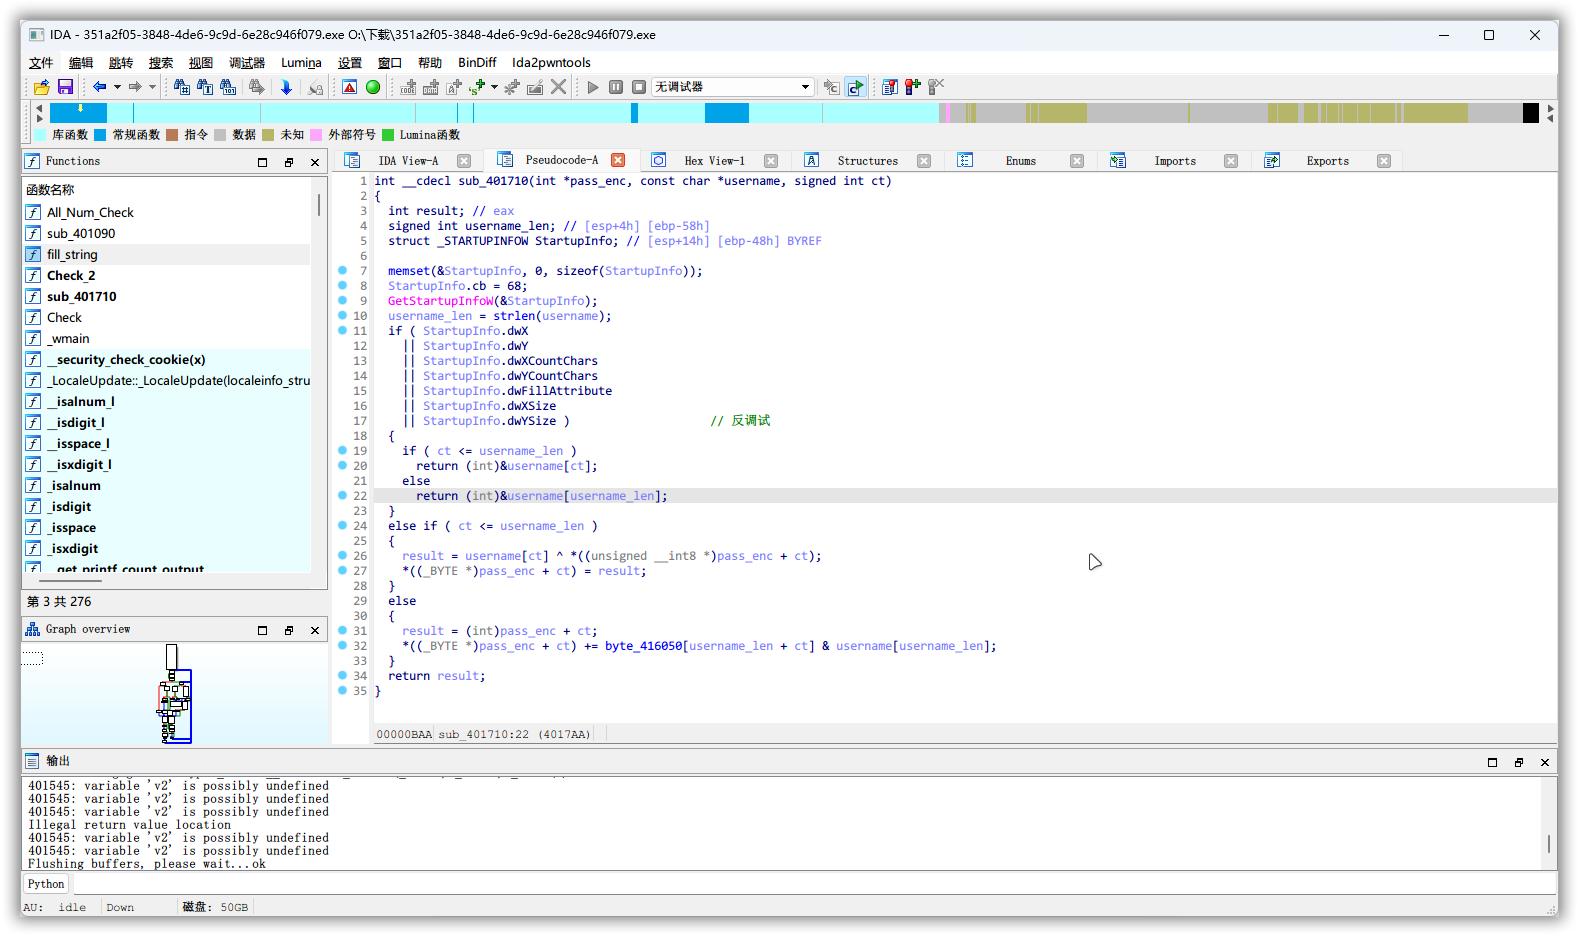 IDA - 351a2f05-3848-4de6-9c9d-6e28c946f079.exe O:\下载\351a2f05-3848-4de6-9c9d-6e28c946f079.exe
文件 编辑 跳转 搜索 视图 调试器 Lumina 设置 窗口 帮助 BinDiff Ida2pwntools
无调试器
库函数 常规函数 指令 数据 未知 外部符号 Lumina函数
Functions
函数名称
All_Num_Check
sub_401090
fill_string
Check_2
sub_401710
Check
_wmain
__security_check_cookie(x)
_LocaleUpdate::_LocaleUpdate(localeinfo_stru
__isalnum_l
__isdigit_l
__isspace_l
__isxdigit_l
_isalnum
_isdigit
_isspace
_isxdigit
_get_printf_count_output
第 3 共 276
Graph overview
IDA View-A Pseudocode-A Hex View-1 Structures Enums Imports Exports
1 int __cdecl sub_401710(int *pass_enc, const char *username, signed int ct)
2 {
3 int result; // eax
4 signed int username_len; // [esp+4h] [ebp-58h]
5 struct _STARTUPINFOW StartupInfo; // [esp+14h] [ebp-48h] BYREF
6
7 memset(&StartupInfo, 0, sizeof(StartupInfo));
8 StartupInfo.cb = 68;
9 GetStartupInfoW(&StartupInfo);
10 username_len = strlen(username);
11 if ( StartupInfo.dwX
12 || StartupInfo.dwY
13 || StartupInfo.dwXCountChars
14 || StartupInfo.dwYCountChars
15 || StartupInfo.dwFillAttribute
16 || StartupInfo.dwXSize
17 || StartupInfo.dwYSize ) // 反调试
18 {
19 if ( ct <= username_len )
20 return (int)&username[ct];
21 else
22 return (int)&username[username_len];
23 }
24 else if ( ct <= username_len )
25 {
26 result = username[ct] ^ *((unsigned __int8 *)pass_enc + ct);
27 *((_BYTE *)pass_enc + ct) = result;
28 }
29 else
30 {
31 result = (int)pass_enc + ct;
32 *((_BYTE *)pass_enc + ct) += byte_416050[username_len + ct] & username[username_len];
33 }
34 return result;
35 }
00000BAA sub_401710:22 (4017AA)
输出
401545: variable 'v2' is possibly undefined
401545: variable 'v2' is possibly undefined
401545: variable 'v2' is possibly undefined
Illegal return value location
401545: variable 'v2' is possibly undefined
401545: variable 'v2' is possibly undefined
Flushing buffers, please wait...ok
Python
AU: idle Down 磁盘: 50GB